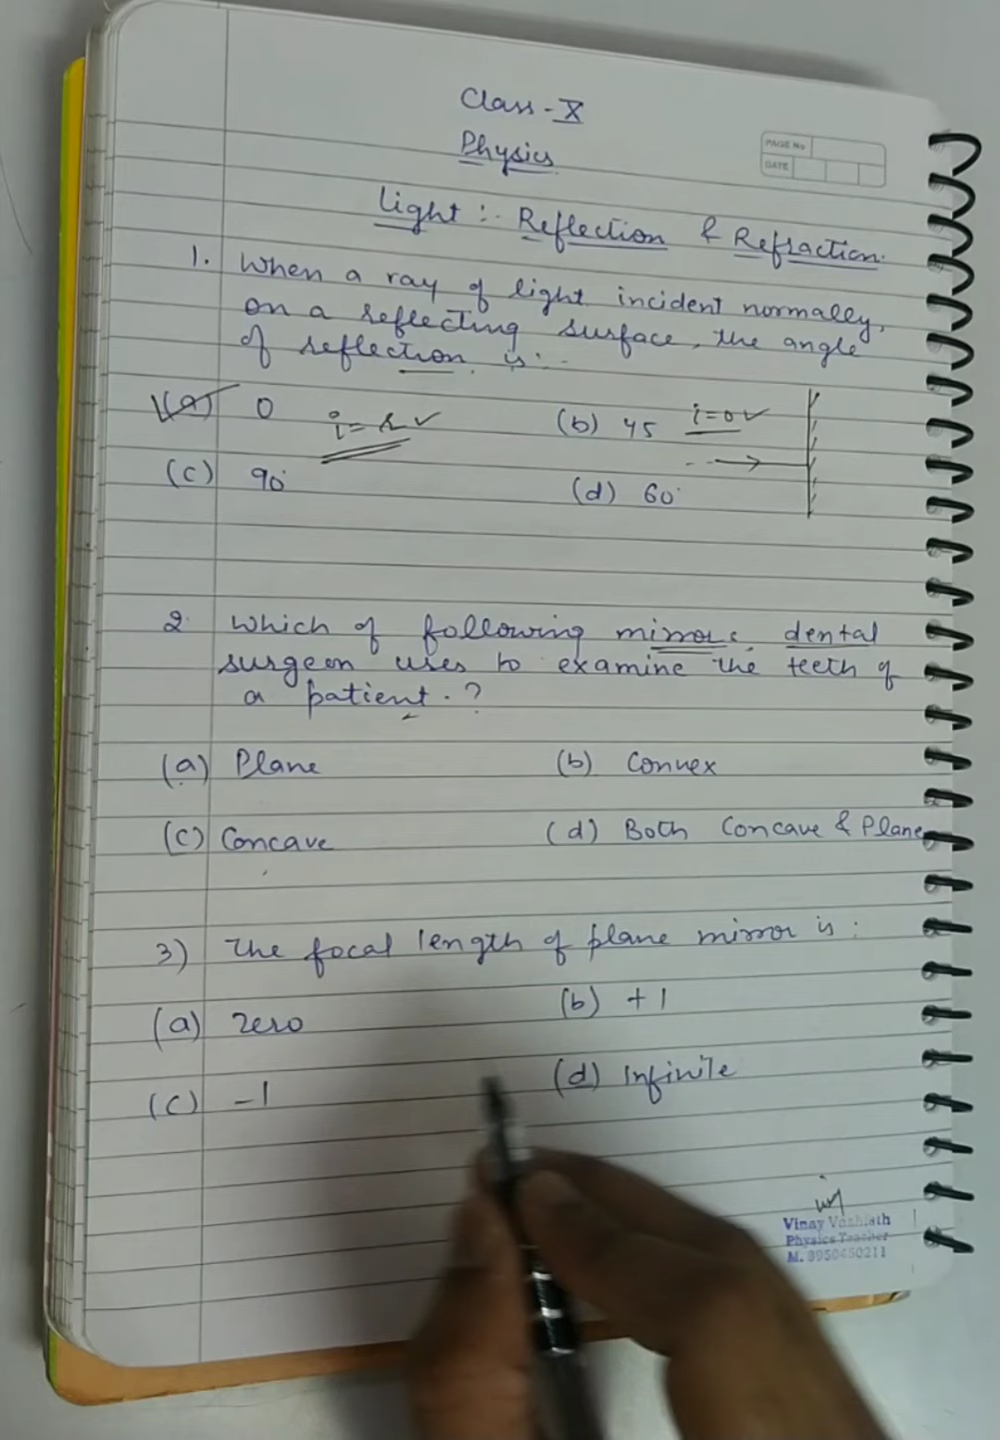 Class - X
Physics
PAGE No
DATE
Light :- Reflection & Refraction.
1. When a ray of light incident normally,
on a reflecting surface, the angle
of reflection is :-
(a) 0 i = r ✓ (b) 45 i=0 ✓
(c) 90° (d) 60°
2. Which of following mirrors, dental
surgeon uses to examine the teeth of
a patient.?
(a) Plane (b) Convex
(c) Concave (d) Both Concave & Plane
3) The focal length of plane mirror is :
(a) zero (b) +1
(c) -1 (d) Infinite
Vinay
Physics Teacher